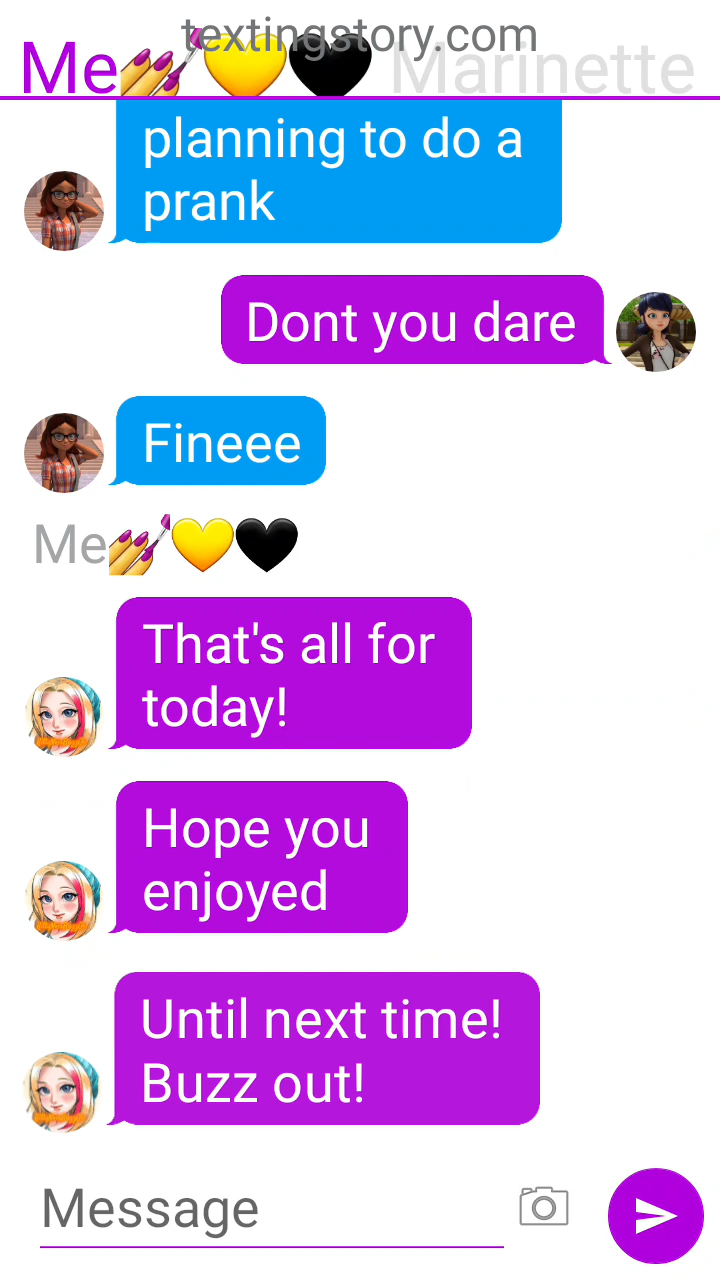 textingstory.com
Me💅💛🖤 Marinette
planning to do a
prank
Dont you dare
Fineee
Me💅💛🖤
That's all for
today!
Hope you
enjoyed
Until next time!
Buzz out!
Message